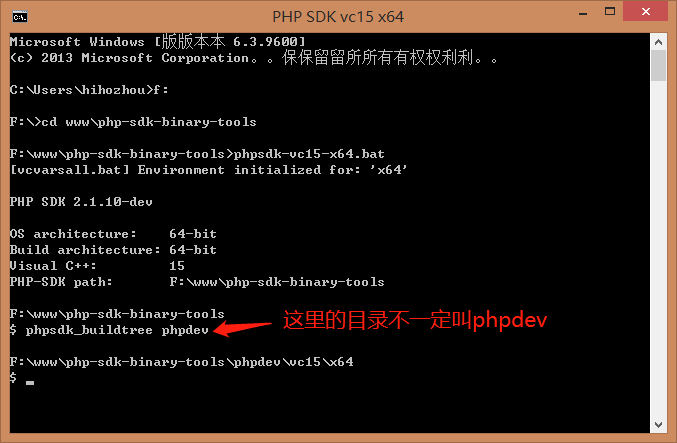 PHP SDK vc15 x64
Microsoft Windows [版版本本 6.3.9600]
(c) 2013 Microsoft Corporation。。保保留留所所有有权权利利。。
C:\Users\hihozhou>f:
F:\>cd www\php-sdk-binary-tools
F:\www\php-sdk-binary-tools>phpsdk-vc15-x64.bat
[vcvarsall.bat] Environment initialized for: 'x64'
PHP SDK 2.1.10-dev
OS architecture:    64-bit
Build architecture: 64-bit
Visual C++:         15
PHP-SDK path:       F:\www\php-sdk-binary-tools
F:\www\php-sdk-binary-tools
$ phpsdk_buildtree phpdev
这里的目录不一定叫phpdev
F:\www\php-sdk-binary-tools\phpdev\vc15\x64
$ _